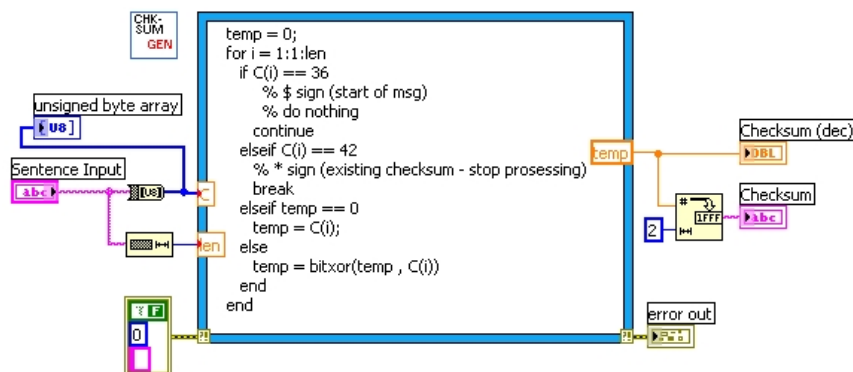 CHK-
SUM
GEN
temp = 0;
for i = 1:1:len
if C(i) == 36
% $ sign (start of msg)
% do nothing
continue
elseif C(i) == 42
% * sign (existing checksum - stop prosessing)
break
elseif temp == 0
temp = C(i);
else
temp = bitxor(temp , C(i))
end
end
unsigned byte array
[U8]
Sentence Input
abc
[U8]
C
len
temp
Checksum (dec)
DBL
#
1FFF
Checksum
abc
2
F
0
?!
?!
error out